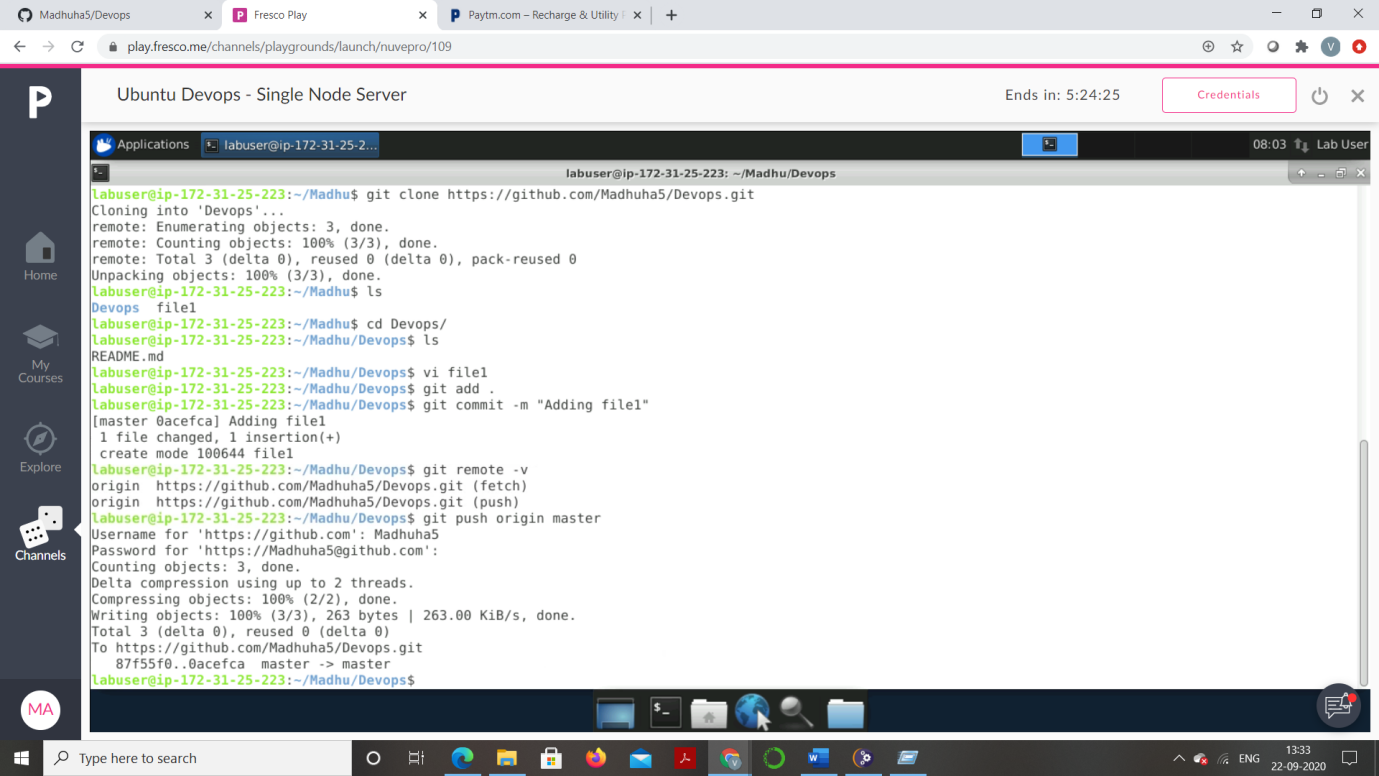 Madhuha5/Devops
Fresco Play
Paytm.com – Recharge & Utility
play.fresco.me/channels/playgrounds/launch/nuvepro/109
V
P
Ubuntu Devops - Single Node Server
Ends in: 5:24:25
Credentials
Applications
labuser@ip-172-31-25-2...
08:03
Lab User
labuser@ip-172-31-25-223: ~/Madhu/Devops
labuser@ip-172-31-25-223:~/Madhu$ git clone https://github.com/Madhuha5/Devops.git
Cloning into 'Devops'...
remote: Enumerating objects: 3, done.
remote: Counting objects: 100% (3/3), done.
remote: Total 3 (delta 0), reused 0 (delta 0), pack-reused 0
Unpacking objects: 100% (3/3), done.
labuser@ip-172-31-25-223:~/Madhu$ ls
Devops  file1
labuser@ip-172-31-25-223:~/Madhu$ cd Devops/
labuser@ip-172-31-25-223:~/Madhu/Devops$ ls
README.md
labuser@ip-172-31-25-223:~/Madhu/Devops$ vi file1
labuser@ip-172-31-25-223:~/Madhu/Devops$ git add .
labuser@ip-172-31-25-223:~/Madhu/Devops$ git commit -m "Adding file1"
[master 0acefca] Adding file1
 1 file changed, 1 insertion(+)
 create mode 100644 file1
labuser@ip-172-31-25-223:~/Madhu/Devops$ git remote -v
origin  https://github.com/Madhuha5/Devops.git (fetch)
origin  https://github.com/Madhuha5/Devops.git (push)
labuser@ip-172-31-25-223:~/Madhu/Devops$ git push origin master
Username for 'https://github.com': Madhuha5
Password for 'https://Madhuha5@github.com':
Counting objects: 3, done.
Delta compression using up to 2 threads.
Compressing objects: 100% (2/2), done.
Writing objects: 100% (3/3), 263 bytes | 263.00 KiB/s, done.
Total 3 (delta 0), reused 0 (delta 0)
To https://github.com/Madhuha5/Devops.git
   87f55f0..0acefca  master -> master
labuser@ip-172-31-25-223:~/Madhu/Devops$
Home
My
Courses
Explore
Channels
MA
Type here to search
ENG
13:33
22-09-2020